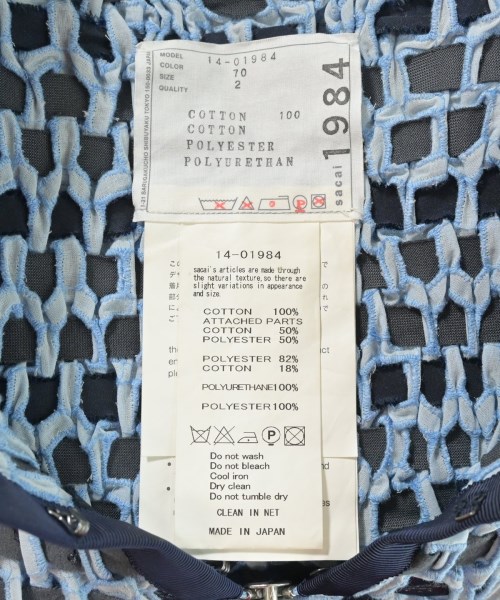 MODEL 14-01984
COLOR 70
SIZE 2
QUALITY
COTTON 100
COTTON
POLYESTER
POLYURETHAN
sacai 1984
14-01984
sacai's articles are made through
the natural texture, so there are
slight variations in appearance
and size.
COTTON 100%
ATTACHED PARTS
COTTON 50%
POLYESTER 50%
POLYESTER 82%
COTTON 18%
POLYURETHANE100%
POLYESTER100%
P
Do not wash
Do not bleach
Cool iron
Dry clean
Do not tumble dry
CLEAN IN NET
MADE IN JAPAN